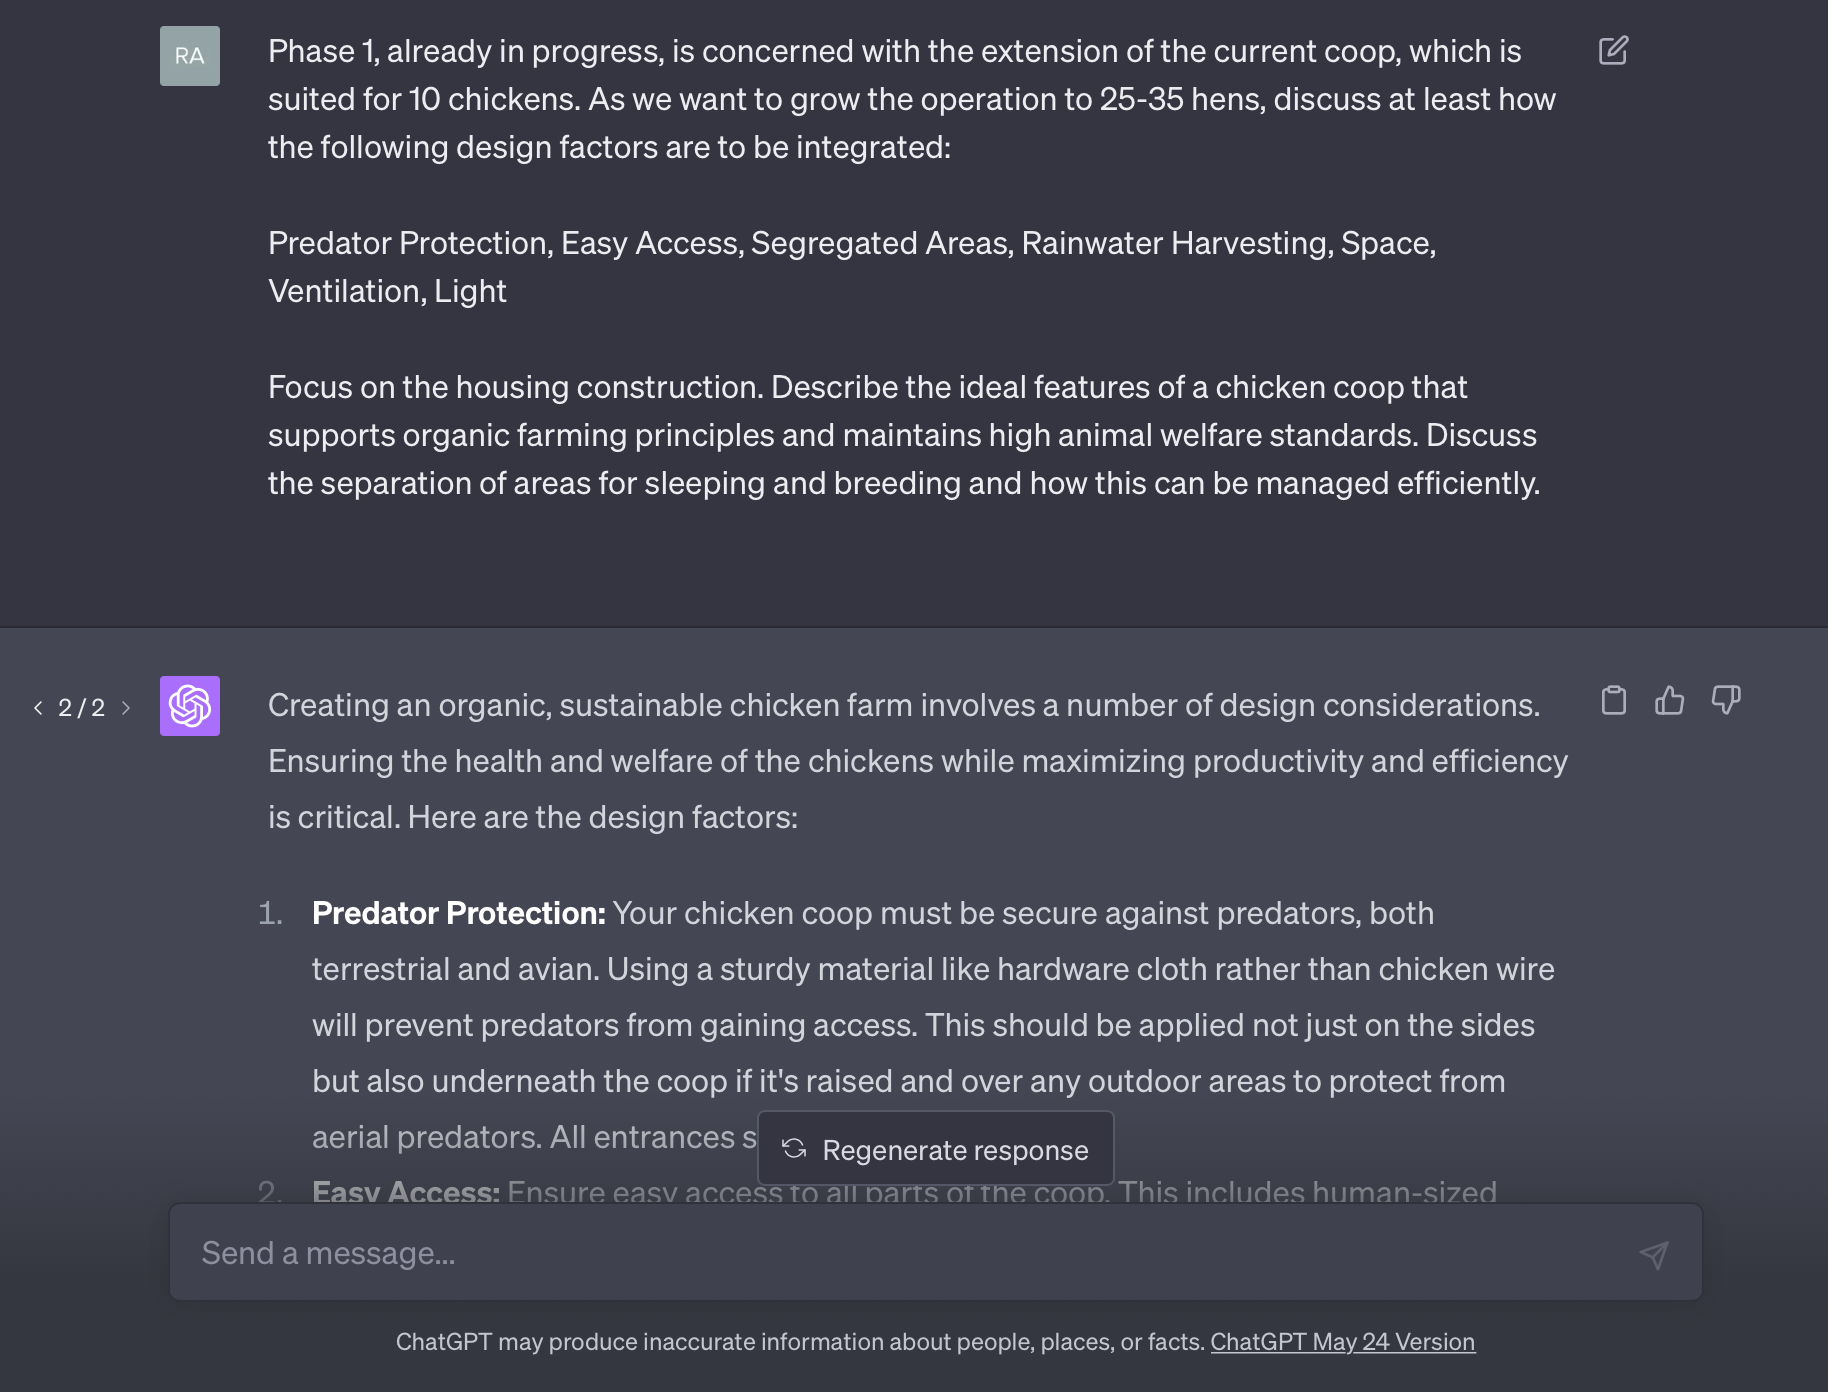 RA
Phase 1, already in progress, is concerned with the extension of the current coop, which is
suited for 10 chickens. As we want to grow the operation to 25-35 hens, discuss at least how
the following design factors are to be integrated:
Predator Protection, Easy Access, Segregated Areas, Rainwater Harvesting, Space,
Ventilation, Light
Focus on the housing construction. Describe the ideal features of a chicken coop that
supports organic farming principles and maintains high animal welfare standards. Discuss
the separation of areas for sleeping and breeding and how this can be managed efficiently.
< 2 / 2 >
Creating an organic, sustainable chicken farm involves a number of design considerations.
Ensuring the health and welfare of the chickens while maximizing productivity and efficiency
is critical. Here are the design factors:
1. Predator Protection: Your chicken coop must be secure against predators, both
terrestrial and avian. Using a sturdy material like hardware cloth rather than chicken wire
will prevent predators from gaining access. This should be applied not just on the sides
but also underneath the coop if it's raised and over any outdoor areas to protect from
aerial predators. All entrances s
Regenerate response
2. Easy Access: Ensure easy access to all parts of the coop. This includes human-sized
Send a message...
ChatGPT may produce inaccurate information about people, places, or facts. ChatGPT May 24 Version